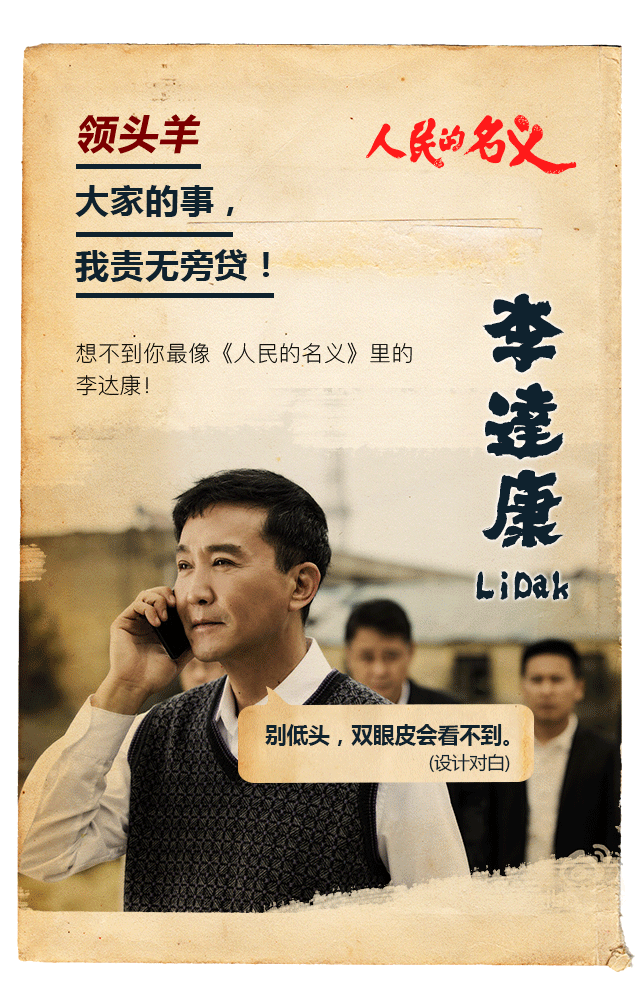 领头羊
人民的名义
大家的事，
我责无旁贷！
想不到你最像《人民的名义》里的
李达康!
李達康
LiDak
别低头，双眼皮会看不到。
(设计对白)